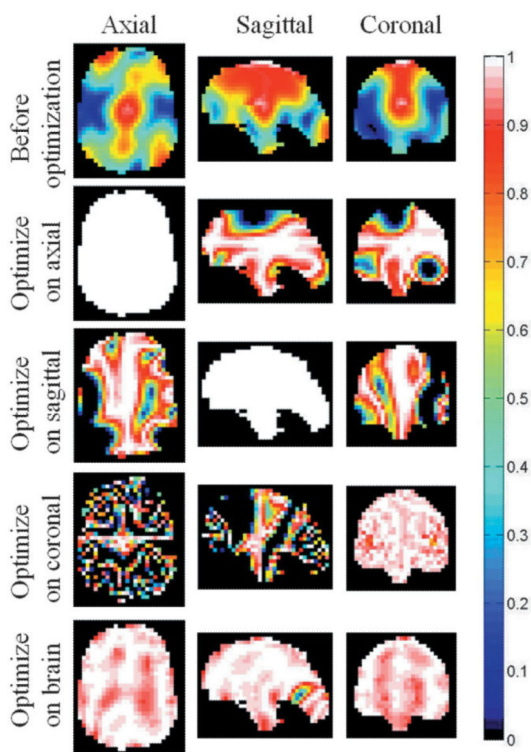 Axial Sagittal Coronal
Before
optimization
Optimize
on axial
Optimize
on sagittal
Optimize
on coronal
Optimize
on brain
1
0.9
0.8
0.7
0.6
0.5
0.4
0.3
0.2
0.1
0